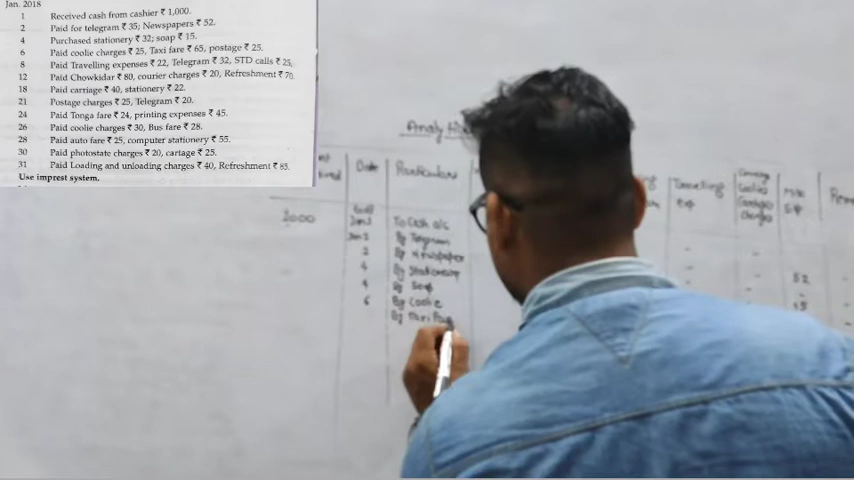 Jan. 2018
1 Received cash from cashier ₹ 1,000.
2 Paid for telegram ₹ 35; Newspapers ₹ 52.
4 Purchased stationery ₹ 32; soap ₹ 15.
6 Paid coolie charges ₹ 25, Taxi fare ₹ 65, postage ₹ 25.
8 Paid Travelling expenses ₹ 22, Telegram ₹ 32, STD calls ₹ 25,
12 Paid Chowkidar ₹ 80, courier charges ₹ 20, Refreshment ₹ 70.
18 Paid carriage ₹ 40, stationery ₹ 22.
21 Postage charges ₹ 25, Telegram ₹ 20.
24 Paid Tonga fare ₹ 24, printing expenses ₹ 45.
26 Paid coolie charges ₹ 30, Bus fare ₹ 28.
28 Paid auto fare ₹ 25, computer stationery ₹ 55.
30 Paid photostate charges ₹ 20, cartage ₹ 25.
31 Paid Loading and unloading charges ₹ 40, Refreshment ₹ 85.
Use imprest system.
Date Particulars Travelling exp
To Cash a/c
By Telegram
2 By Newspaper
4 By Stationery 52
4 By Soap
6 By Coolie 15
By Taxi